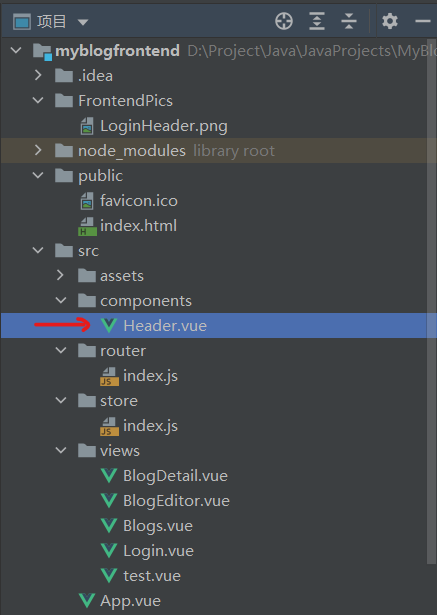 项目
myblogfrontend D:\Project\Java\JavaProjects\MyBlo
.idea
FrontendPics
LoginHeader.png
node_modules library root
public
favicon.ico
index.html
src
assets
components
Header.vue
router
index.js
store
index.js
views
BlogDetail.vue
BlogEditor.vue
Blogs.vue
Login.vue
test.vue
App.vue